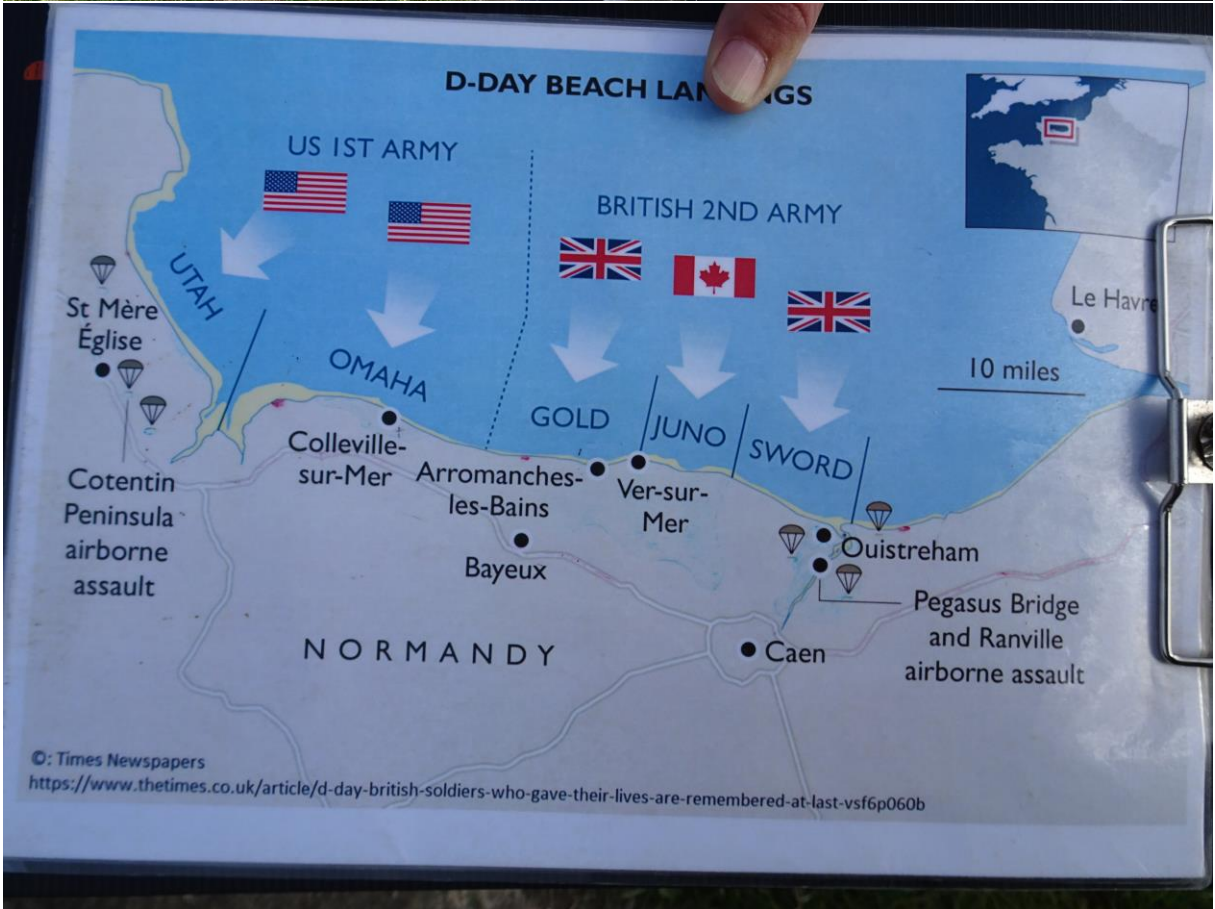 D-DAY BEACH LANGS
US 1ST ARMY
BRITISH 2ND ARMY
UTAH
St Mère
Église
OMAHA
Le Havre
10 miles
GOLD
JUNO
SWORD
Colleville-
sur-Mer
Arromanches-
les-Bains
Ver-sur-
Mer
Cotentin
Peninsula
airborne
assault
Bayeux
Ouistreham
Pegasus Bridge
and Ranville
airborne assault
NORMANDY
Caen
©: Times Newspapers
https://www.thetimes.co.uk/article/d-day-british-soldiers-who-gave-their-lives-are-remembered-at-last-vsf6p060b